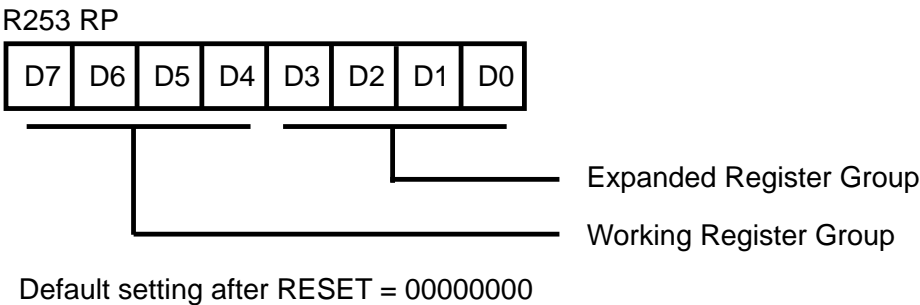 R253 RP
D7 D6 D5 D4 D3 D2 D1 D0
Expanded Register Group
Working Register Group
Default setting after RESET = 00000000